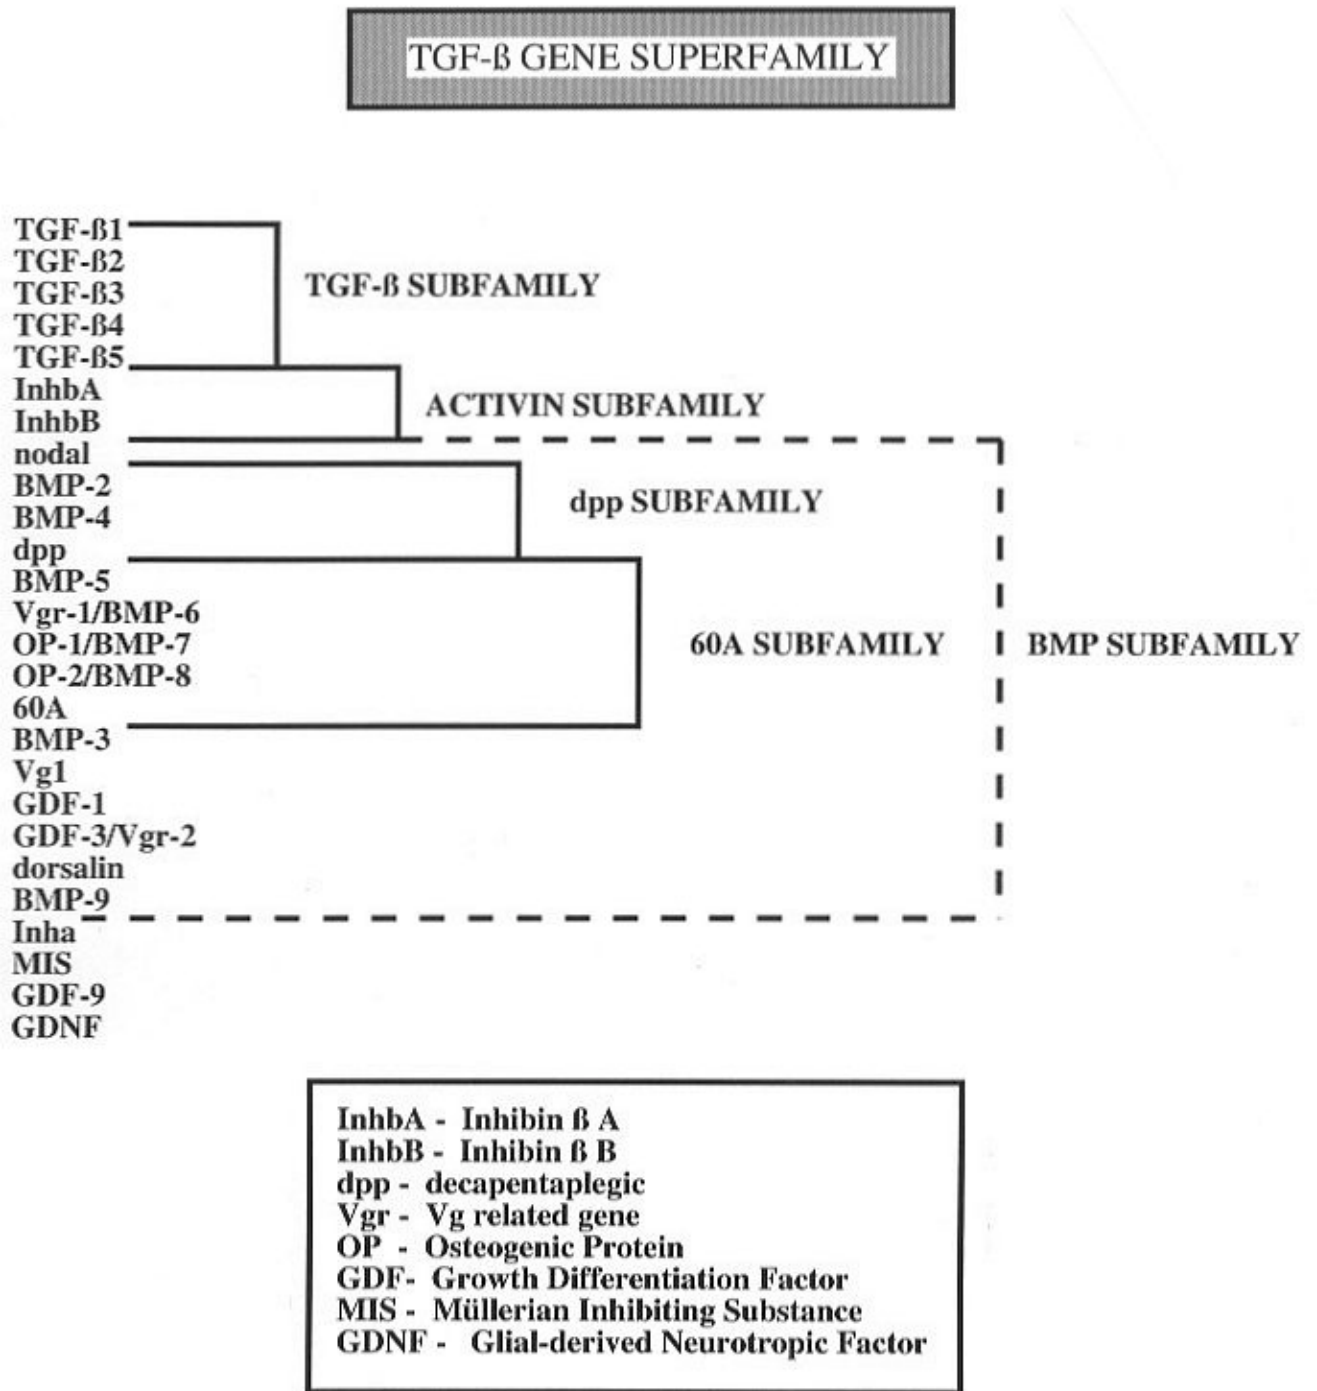 TGF-ß GENE SUPERFAMILY
TGF-ß1
TGF-ß2
TGF-ß3
TGF-ß4
TGF-ß5
InhbA
InhbB
nodal
BMP-2
BMP-4
dpp
BMP-5
Vgr-1/BMP-6
OP-1/BMP-7
OP-2/BMP-8
60A
BMP-3
Vg1
GDF-1
GDF-3/Vgr-2
dorsalin
BMP-9
Inha
MIS
GDF-9
GDNF
TGF-ß SUBFAMILY
ACTIVIN SUBFAMILY
dpp SUBFAMILY
60A SUBFAMILY
BMP SUBFAMILY
InhbA - Inhibin ß A
InhbB - Inhibin ß B
dpp - decapentaplegic
Vgr - Vg related gene
OP - Osteogenic Protein
GDF- Growth Differentiation Factor
MIS - Müllerian Inhibiting Substance
GDNF - Glial-derived Neurotropic Factor